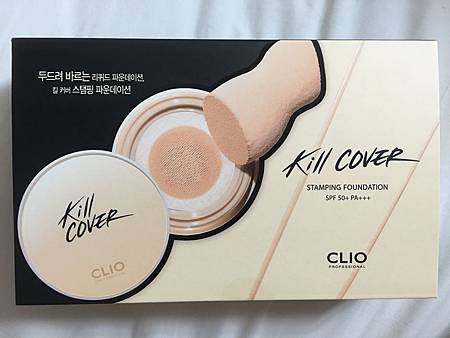 두드려 바르는 리퀴드 파운데이션,
킬 커버 스탬핑 파운데이션
Kill COVER
STAMPING FOUNDATION
SPF 50+ PA+++
Kill
COVER
CLIO
PROFESSIONAL
CLIO
PROFESSIONAL